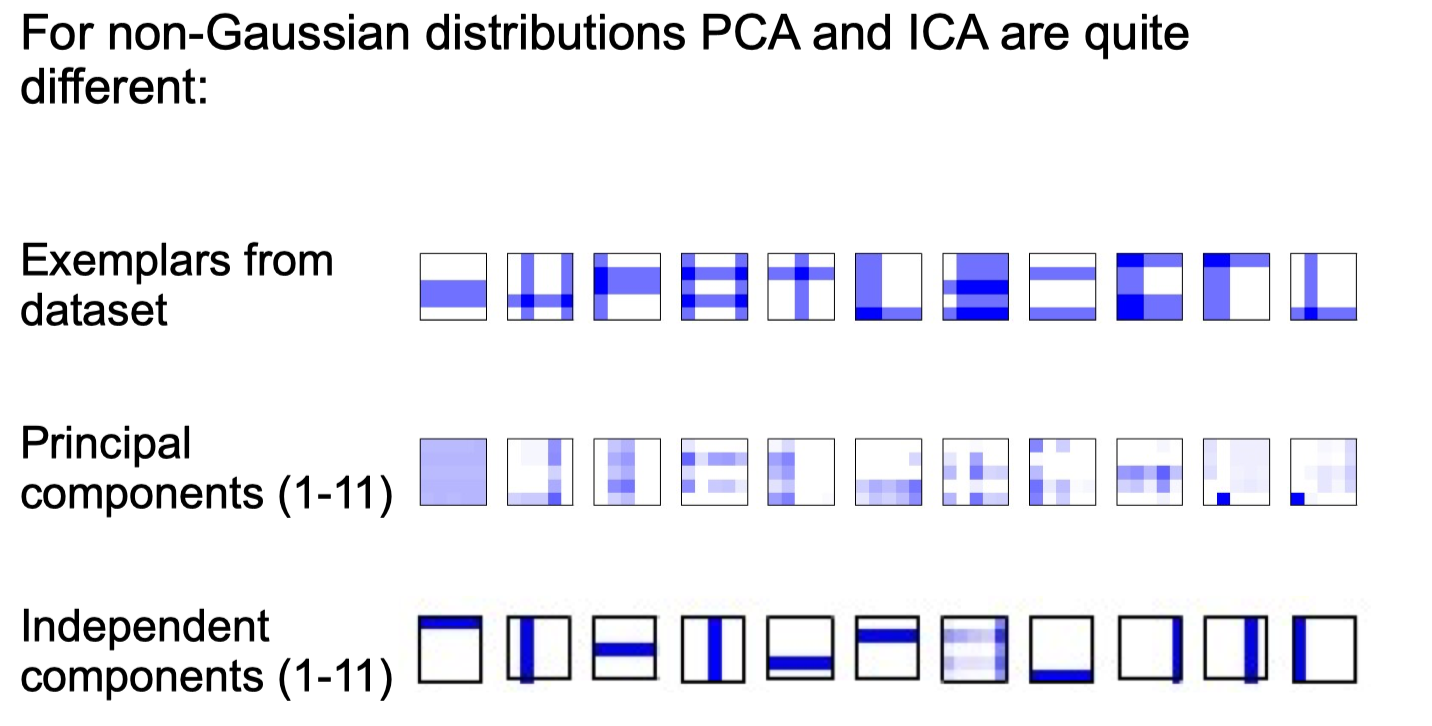 For non-Gaussian distributions PCA and ICA are quite
different:
Exemplars from
dataset
Principal
components (1-11)
Independent
components (1-11)